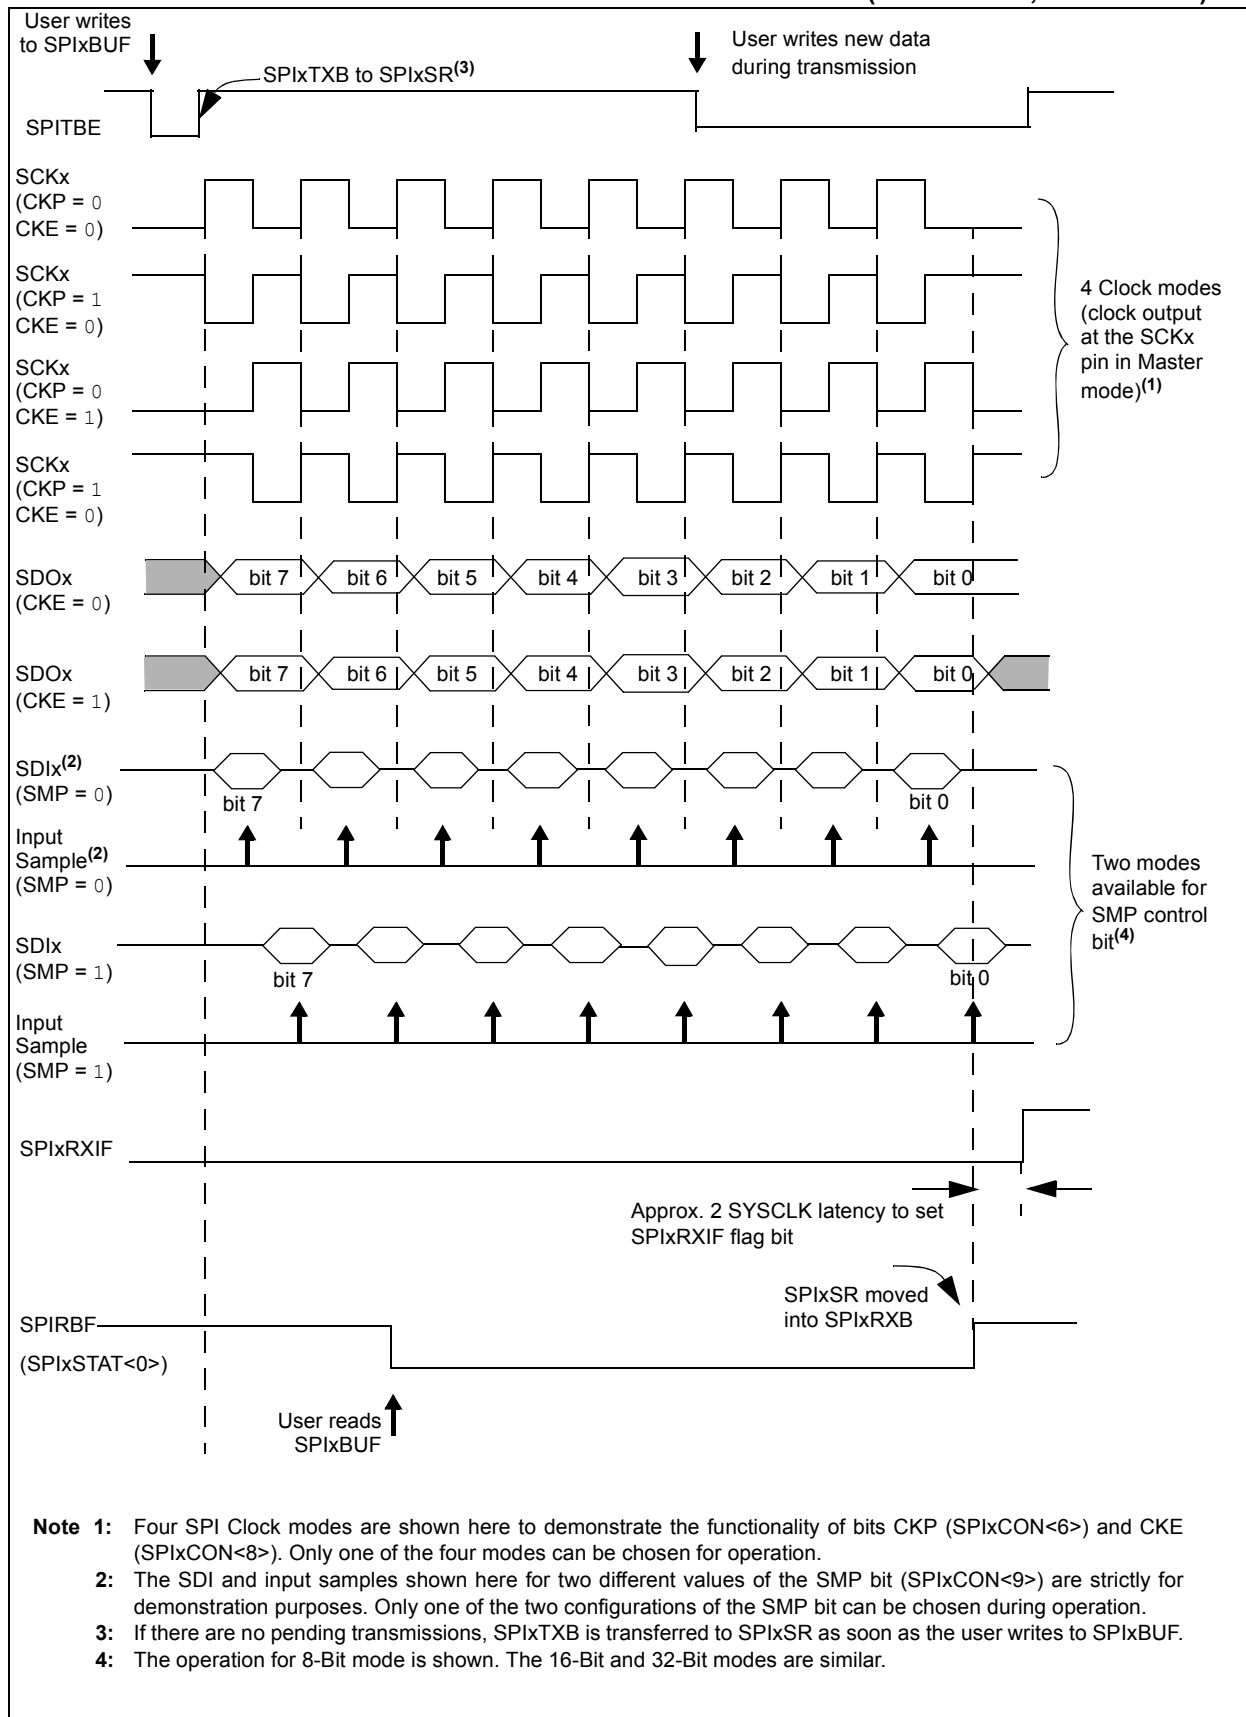 User writes
to SPIxBUF
User writes new data
during transmission
SPIxTXB to SPIxSR(3)
SPITBE
SCKx
(CKP = 0
CKE = 0)
SCKx
(CKP = 1
CKE = 0)
SCKx
(CKP = 0
CKE = 1)
SCKx
(CKP = 1
CKE = 0)
4 Clock modes
(clock output
at the SCKx
pin in Master
mode)(1)
SDOx
(CKE = 0)
bit 7 bit 6 bit 5 bit 4 bit 3 bit 2 bit 1 bit 0
SDOx
(CKE = 1)
bit 7 bit 6 bit 5 bit 4 bit 3 bit 2 bit 1 bit 0
SDIx(2)
(SMP = 0)
bit 7 bit 0
Input
Sample(2)
(SMP = 0)
SDIx
(SMP = 1)
bit 7 bit 0
Input
Sample
(SMP = 1)
Two modes
available for
SMP control
bit(4)
SPIxRXIF
Approx. 2 SYSCLK latency to set
SPIxRXIF flag bit
SPIxSR moved
into SPIxRXB
SPIRBF
(SPIxSTAT<0>)
User reads
SPIxBUF
Note 1: Four SPI Clock modes are shown here to demonstrate the functionality of bits CKP (SPIxCON<6>) and CKE
(SPIxCON<8>). Only one of the four modes can be chosen for operation.
2: The SDI and input samples shown here for two different values of the SMP bit (SPIxCON<9>) are strictly for
demonstration purposes. Only one of the two configurations of the SMP bit can be chosen during operation.
3: If there are no pending transmissions, SPIxTXB is transferred to SPIxSR as soon as the user writes to SPIxBUF.
4: The operation for 8-Bit mode is shown. The 16-Bit and 32-Bit modes are similar.